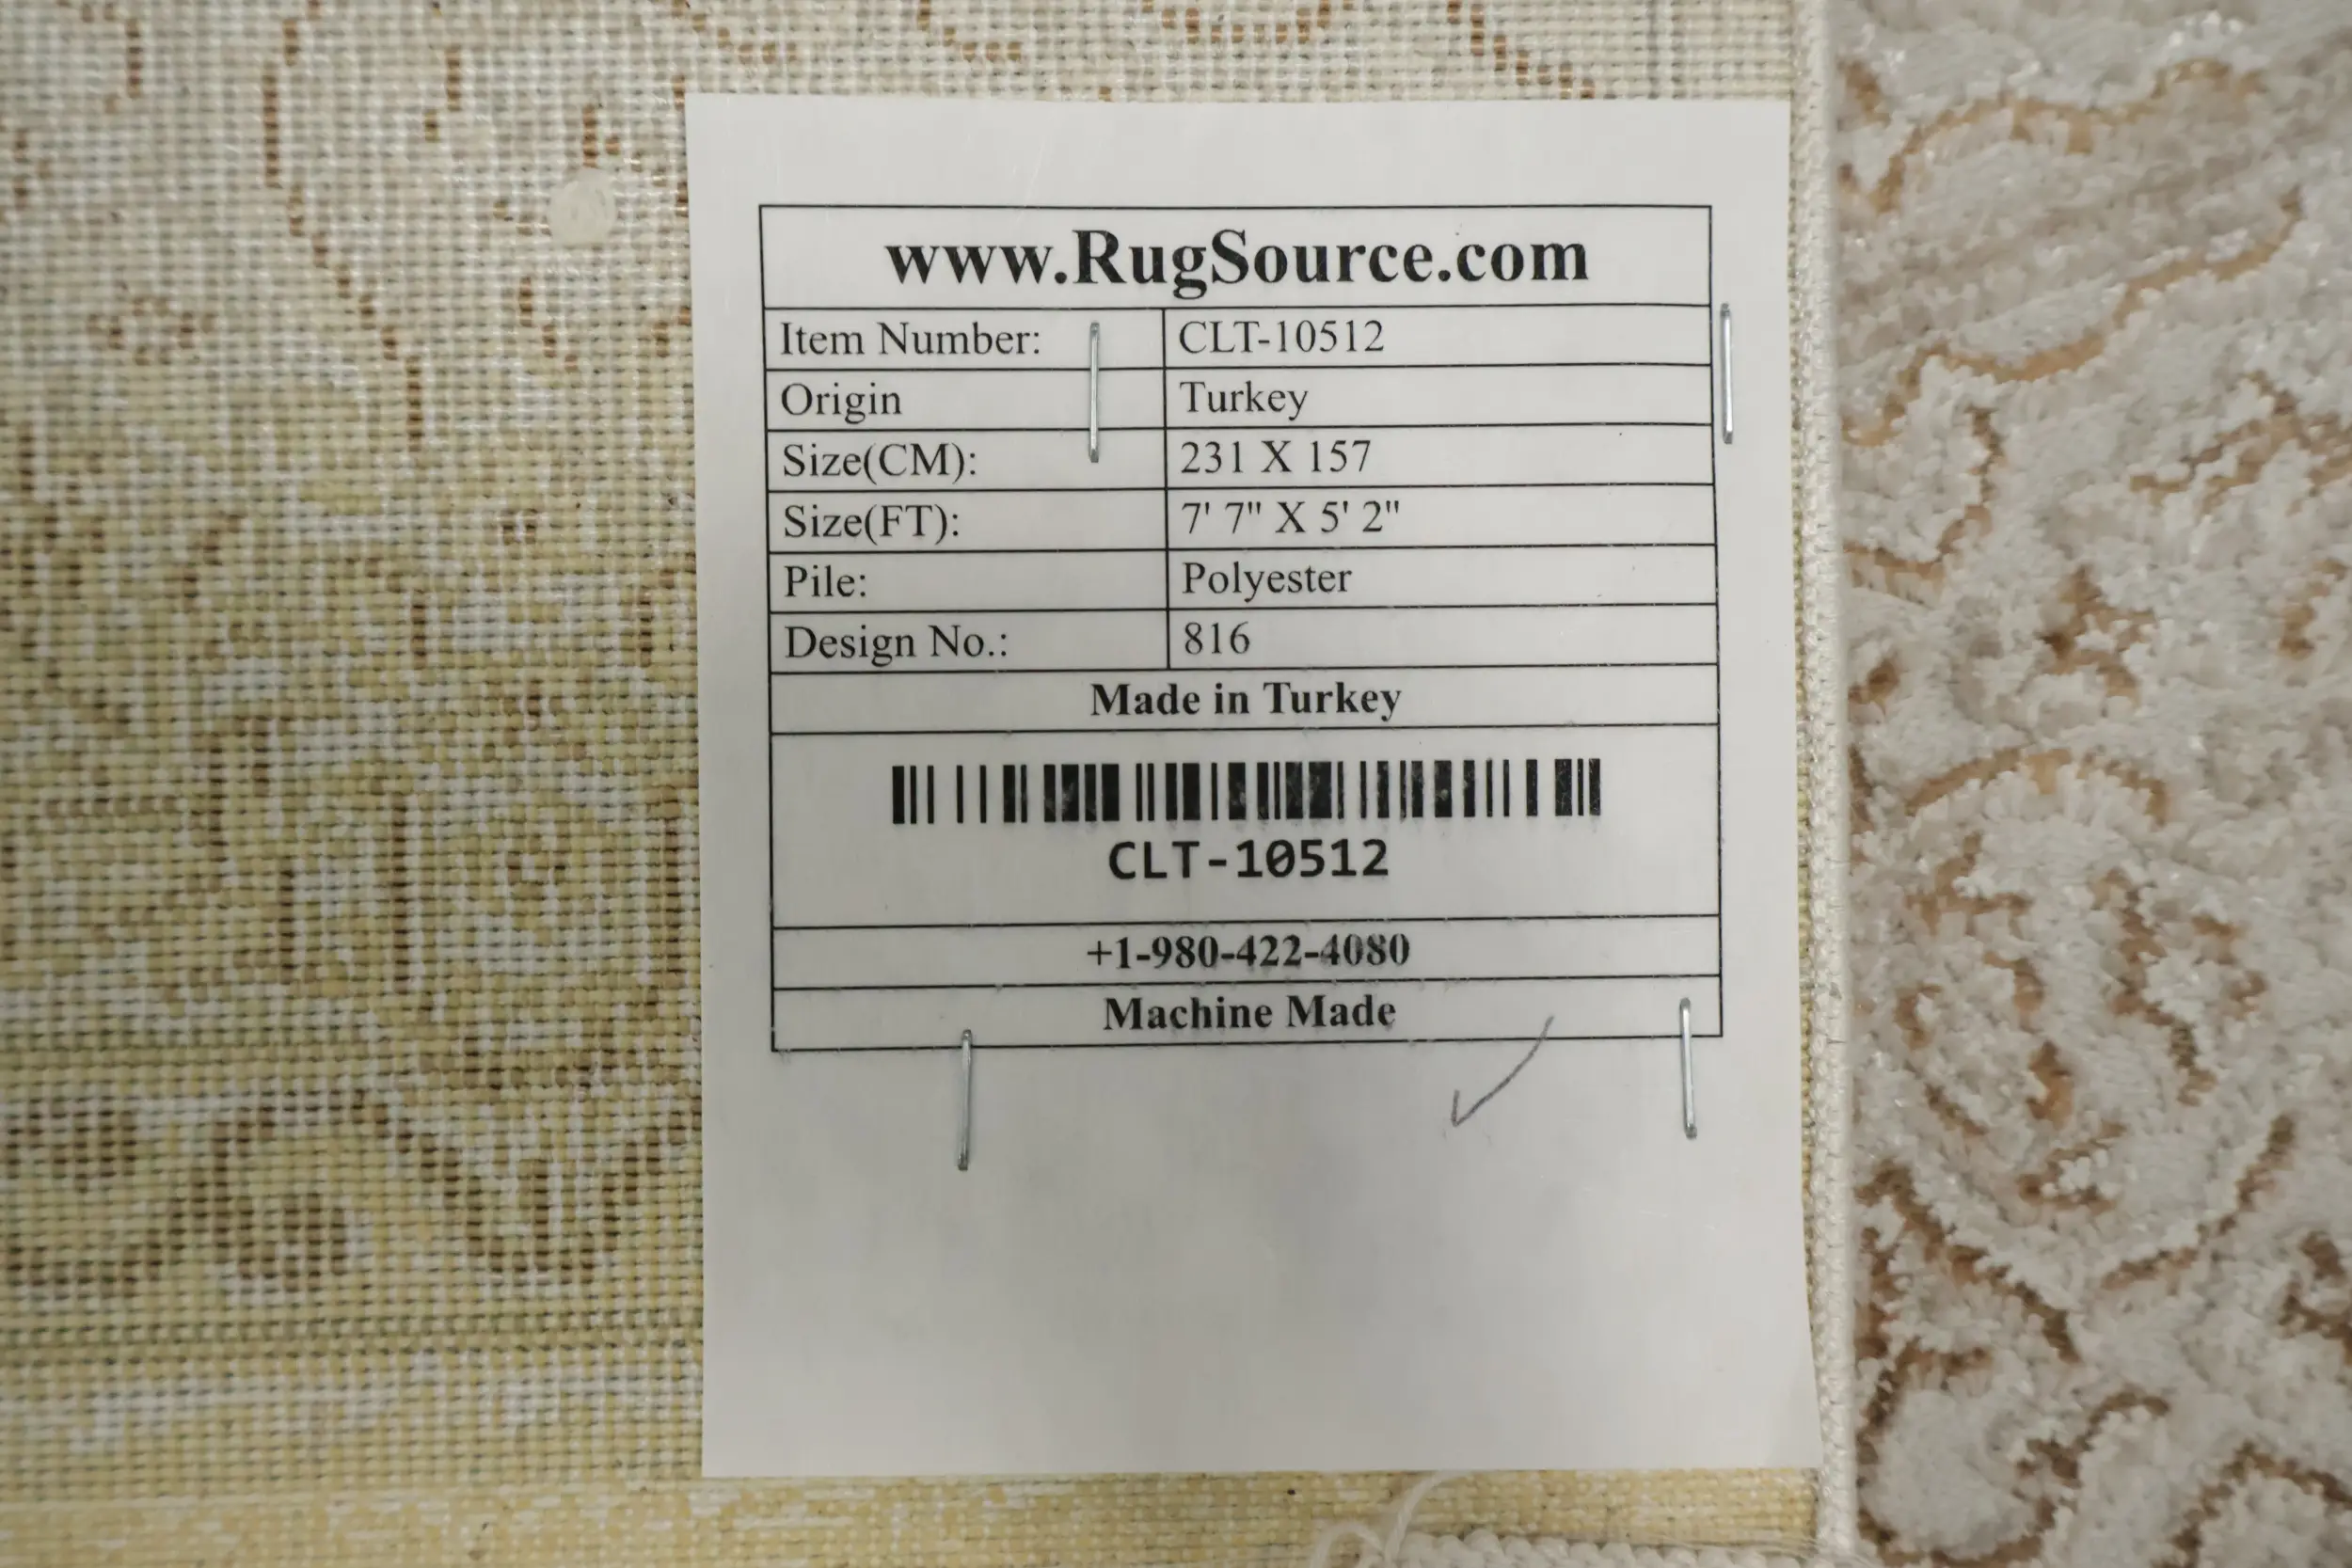 www.RugSource.com
Item Number: CLT-10512
Origin Turkey
Size(CM): 231 X 157
Size(FT): 7' 7" X 5' 2"
Pile: Polyester
Design No.: 816
Made in Turkey
CLT-10512
+1-980-422-4080
Machine Made